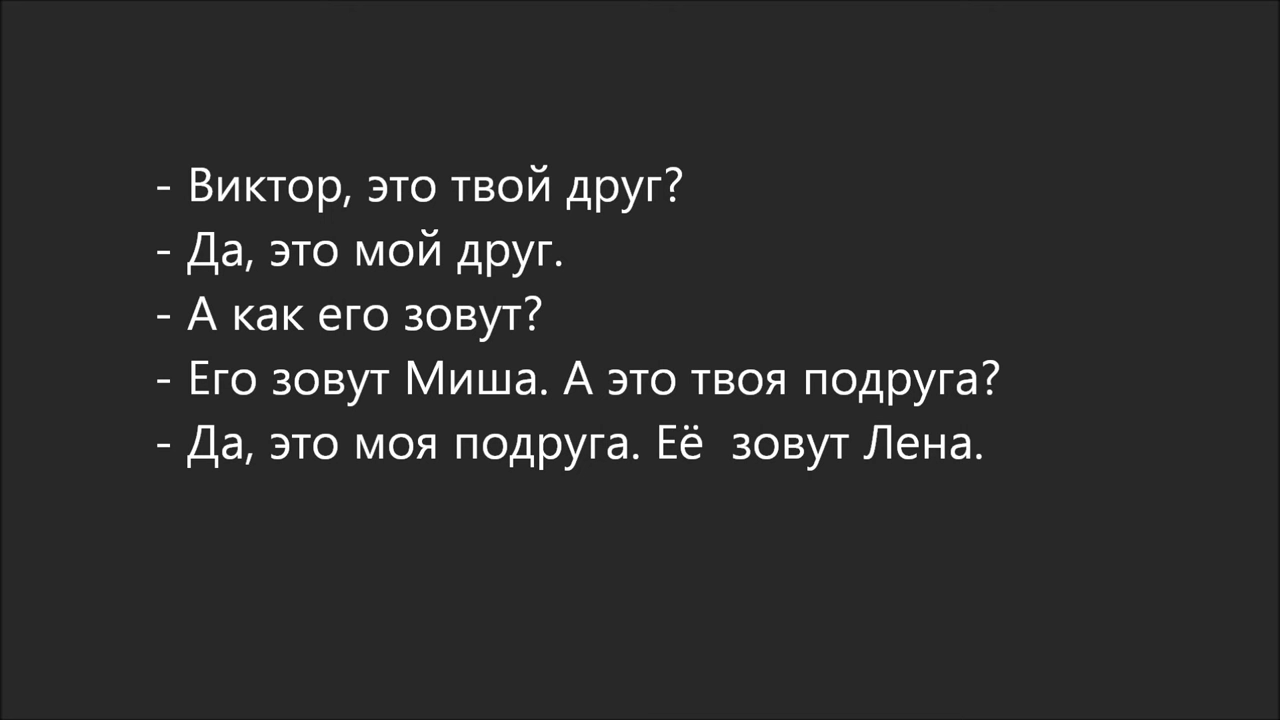 - Виктор, это твой друг?
- Да, это мой друг.
- А как его зовут?
- Его зовут Миша. А это твоя подруга?
- Да, это моя подруга. Её  зовут Лена.